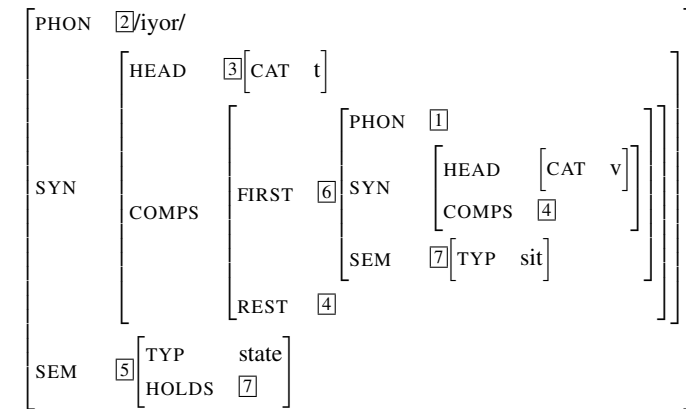 PHON 2/iyor/
HEAD 3[CAT t]
PHON 1
HEAD [CAT v]
SYN COMPS FIRST 6 SYN COMPS 4
SEM 7[TYP sit]
REST 4
SEM 5 TYP state
HOLDS 7